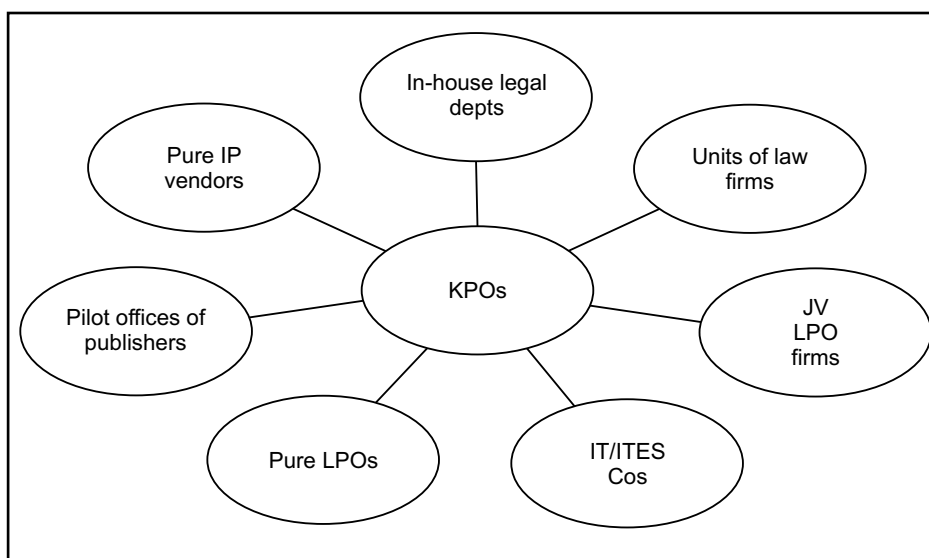 In-house legal
depts
Pure IP
vendors
Units of law
firms
KPOs
Pilot offices of
publishers
JV
LPO
firms
Pure LPOs
IT/ITES
Cos